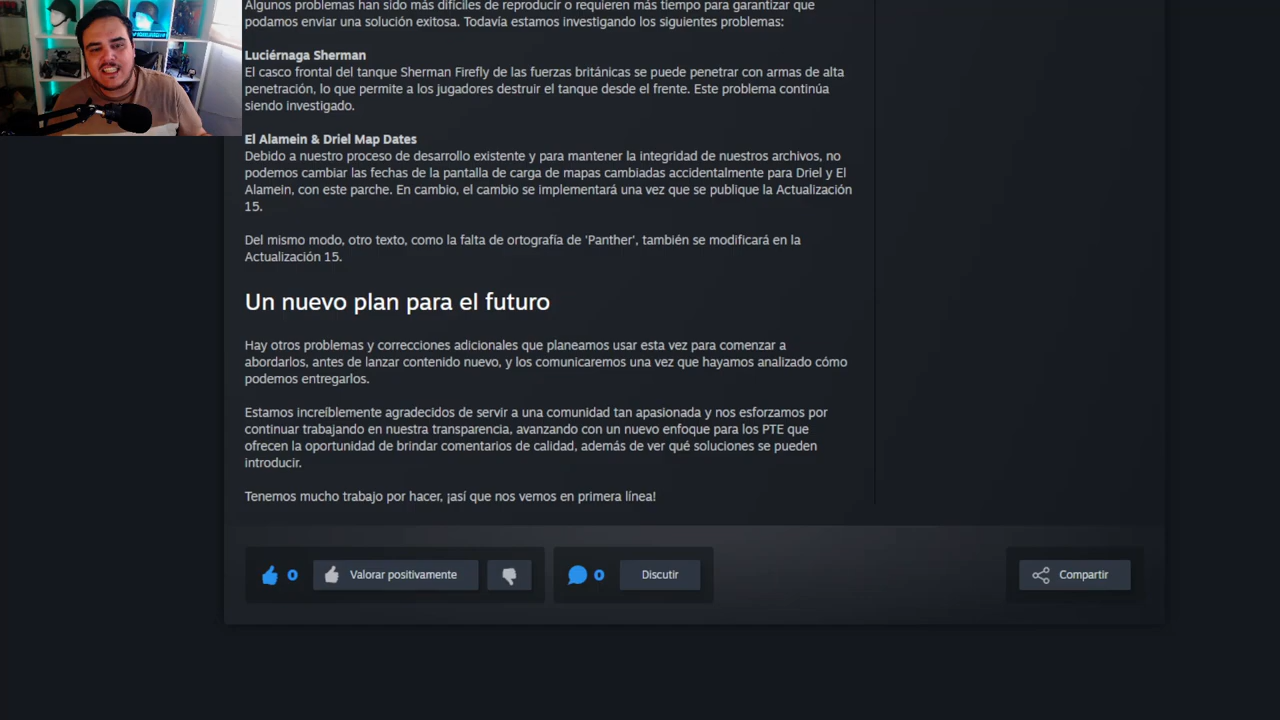 Algunos problemas han sido más difíciles de reproducir o requieren más tiempo para garantizar que
podamos enviar una solución exitosa. Todavía estamos investigando los siguientes problemas:
Luciérnaga Sherman
El casco frontal del tanque Sherman Firefly de las fuerzas británicas se puede penetrar con armas de alta
penetración, lo que permite a los jugadores destruir el tanque desde el frente. Este problema continúa
siendo investigado.
El Alamein & Driel Map Dates
Debido a nuestro proceso de desarrollo existente y para mantener la integridad de nuestros archivos, no
podemos cambiar las fechas de la pantalla de carga de mapas cambiadas accidentalmente para Driel y El
Alamein, con este parche. En cambio, el cambio se implementará una vez que se publique la Actualización
15.
Del mismo modo, otro texto, como la falta de ortografía de 'Panther', también se modificará en la
Actualización 15.
Un nuevo plan para el futuro
Hay otros problemas y correcciones adicionales que planeamos usar esta vez para comenzar a
abordarlos, antes de lanzar contenido nuevo, y los comunicaremos una vez que hayamos analizado cómo
podemos entregarlos.
Estamos increíblemente agradecidos de servir a una comunidad tan apasionada y nos esforzamos por
continuar trabajando en nuestra transparencia, avanzando con un nuevo enfoque para los PTE que
ofrecen la oportunidad de brindar comentarios de calidad, además de ver qué soluciones se pueden
introducir.
Tenemos mucho trabajo por hacer, ¡así que nos vemos en primera línea!
0 Valorar positivamente 0 Discutir Compartir